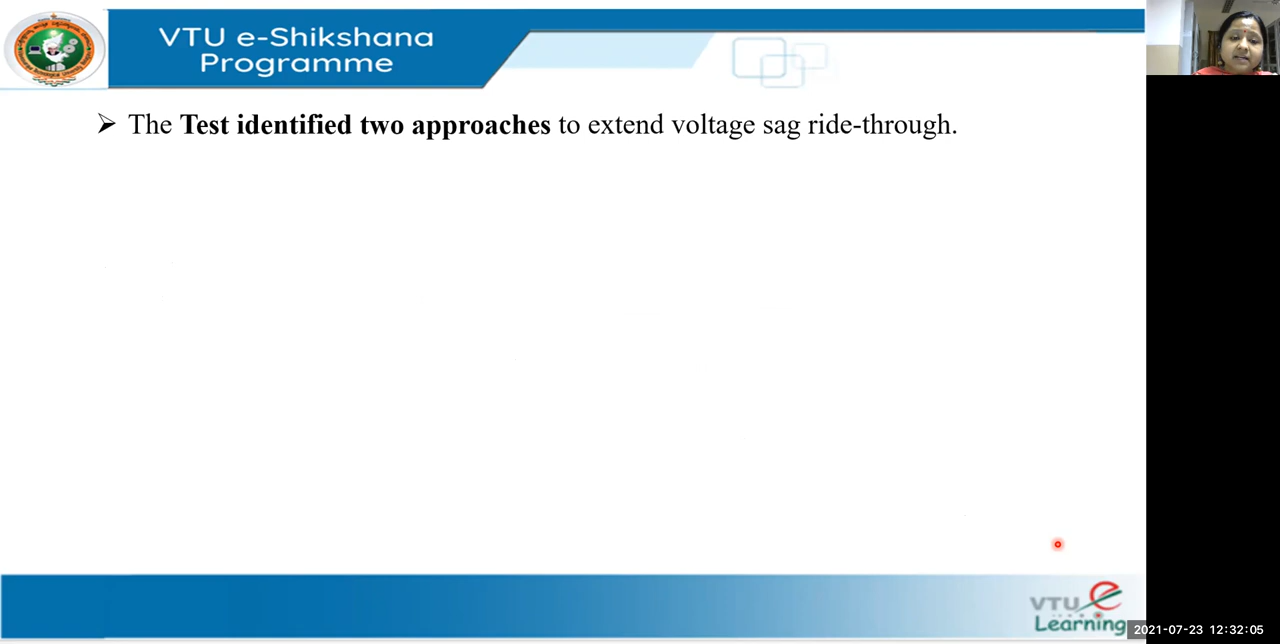 VTU e-Shikshana
Programme
➢ The Test identified two approaches to extend voltage sag ride-through.
VTU e
Learning
2021-07-23 12:32:05